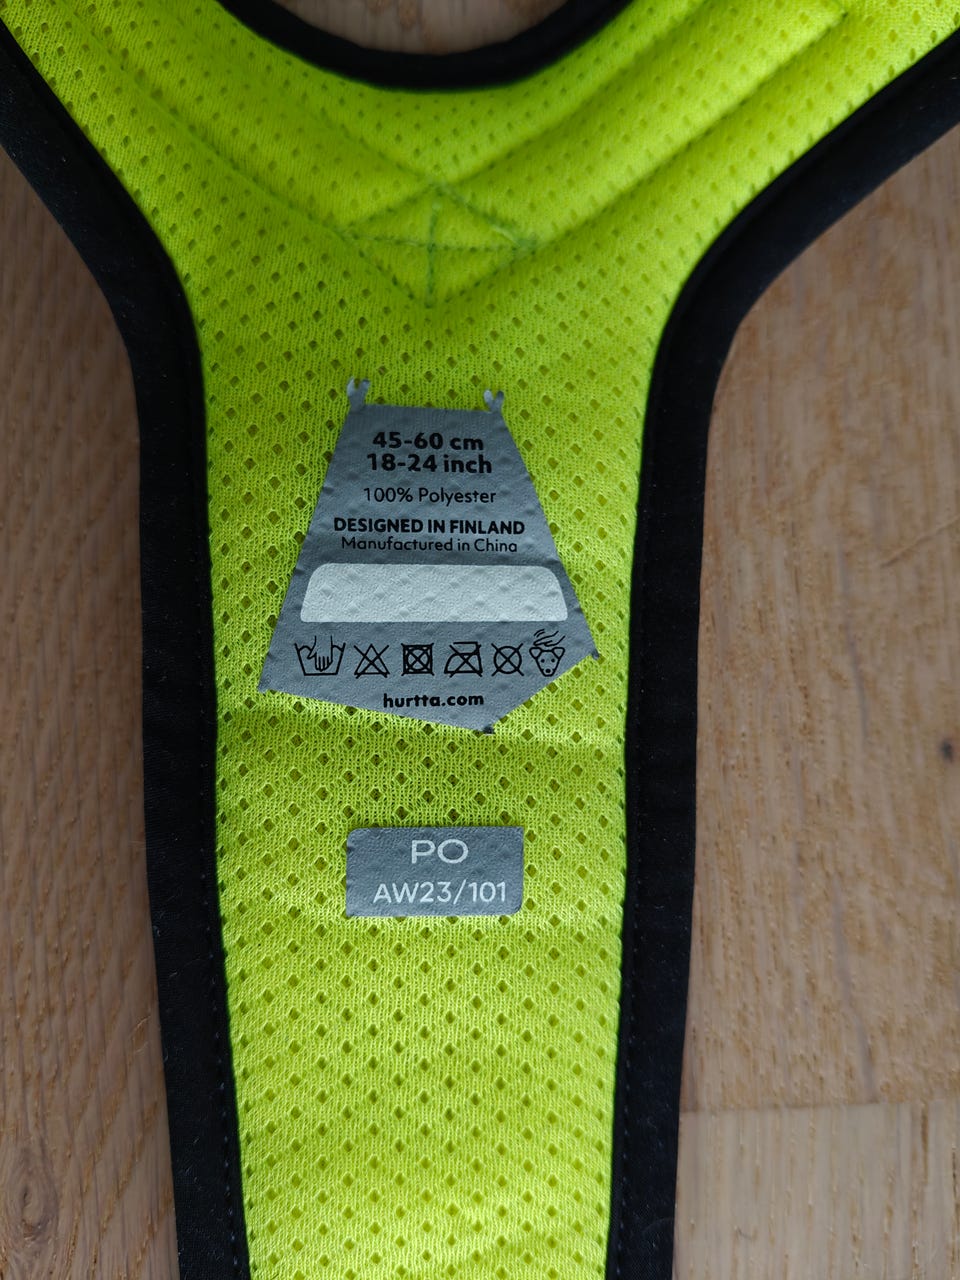 45-60 cm
18-24 inch
100% Polyester
DESIGNED IN FINLAND
Manufactured in China
hurtta.com
PO
AW23/101